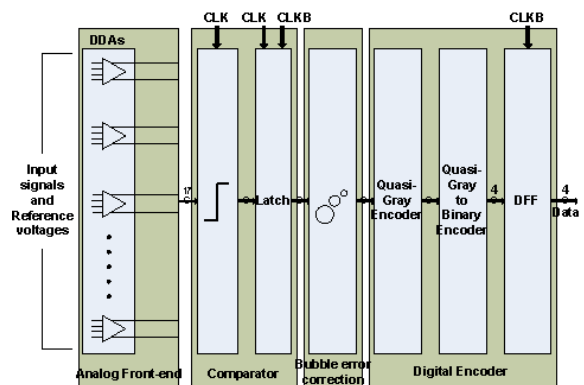 CLK
CLK
CLKB
CLKB
DDAs
Input
signals
and
Reference
voltages
17
Latch
Quasi-
Gray
Encoder
Quasi-
Gray
to
Binary
Encoder
4
DFF
4
Data
Analog Front-end
Comparator
Bubble error
correction
Digital Encoder